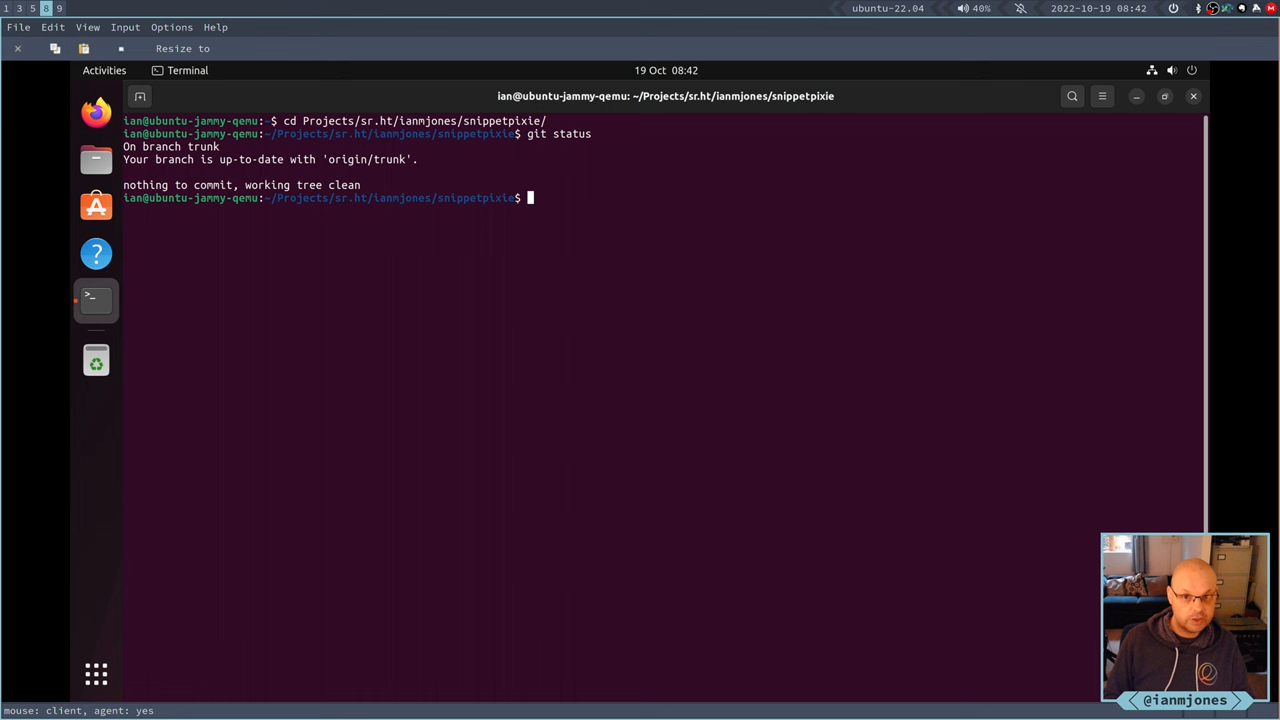 1 3 5 8 9
ubuntu-22.04 40% 2022-10-19 08:42
File Edit View Input Options Help
Resize to
Activities Terminal 19 Oct 08:42
ian@ubuntu-jammy-qemu: ~/Projects/sr.ht/ianmjones/snippetpixie
ian@ubuntu-jammy-qemu:~$ cd Projects/sr.ht/ianmjones/snippetpixie/
ian@ubuntu-jammy-qemu:~/Projects/sr.ht/ianmjones/snippetpixie$ git status
On branch trunk
Your branch is up-to-date with 'origin/trunk'.
nothing to commit, working tree clean
ian@ubuntu-jammy-qemu:~/Projects/sr.ht/ianmjones/snippetpixie$
@ianmjones
mouse: client, agent: yes